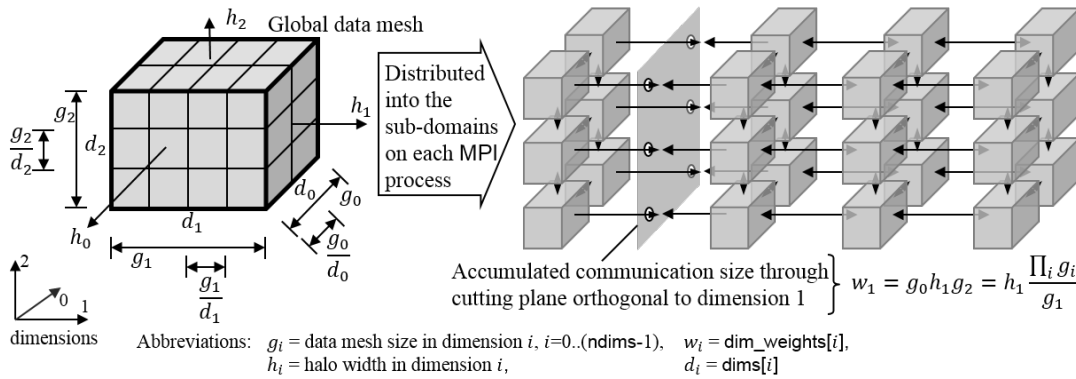 h₂
Global data mesh
g₂
d₂
g₂/d₂
h₁
h₀
d₁
d₀
g₀
g₀/d₀
g₁
g₁/d₁
2
0
1
dimensions
Distributed
into the
sub-domains
on each MPI
process
Accumulated communication size through
cutting plane orthogonal to dimension 1
w₁ = g₀h₁g₂ = h₁ ∏ᵢ gᵢ / g₁
Abbreviations: gᵢ = data mesh size in dimension i, i=0..(ndims-1), wᵢ = dim_weights[i],
hᵢ = halo width in dimension i, dᵢ = dims[i]